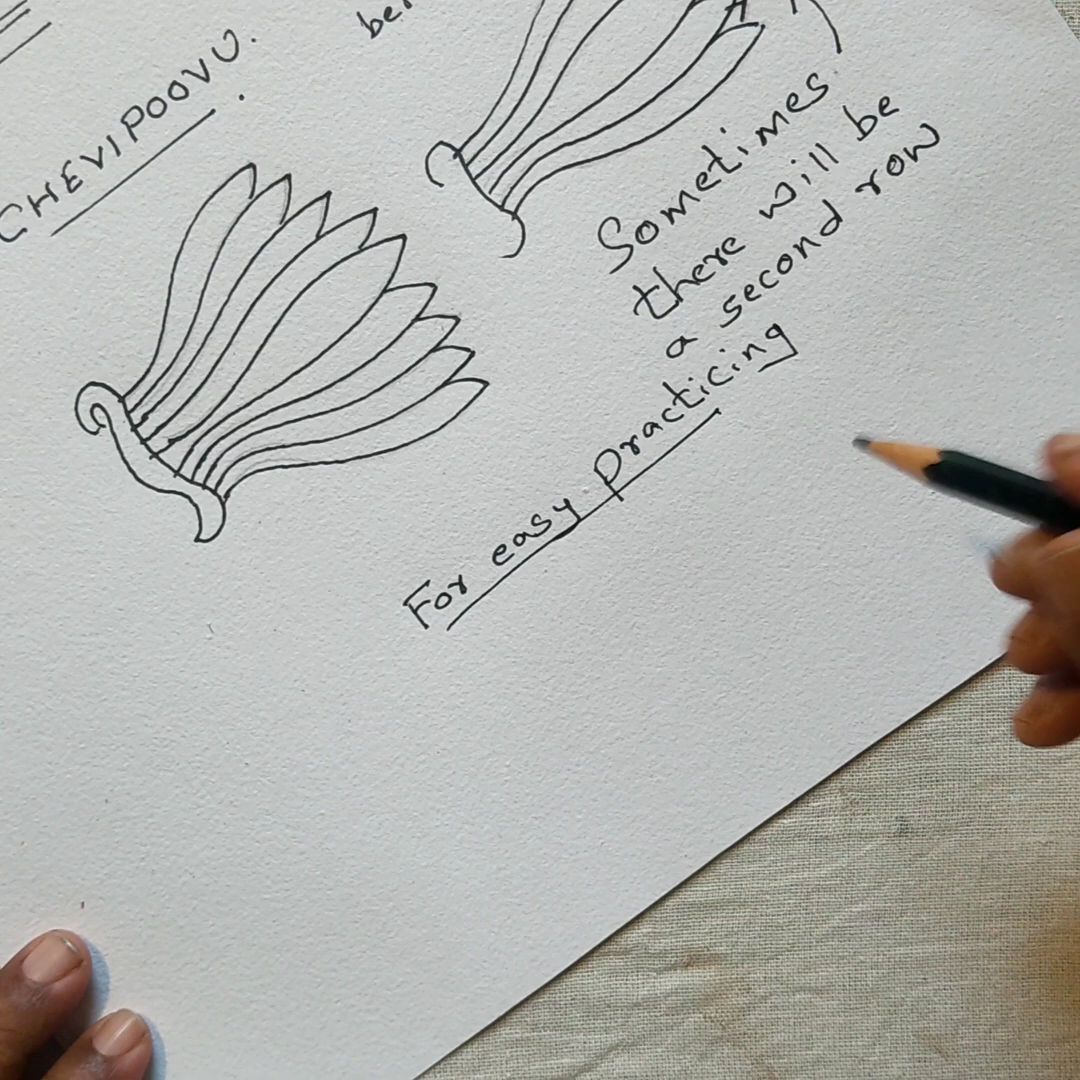 CHEVIPOOVU.
Sometimes
there will be
a second row
For easy practicing